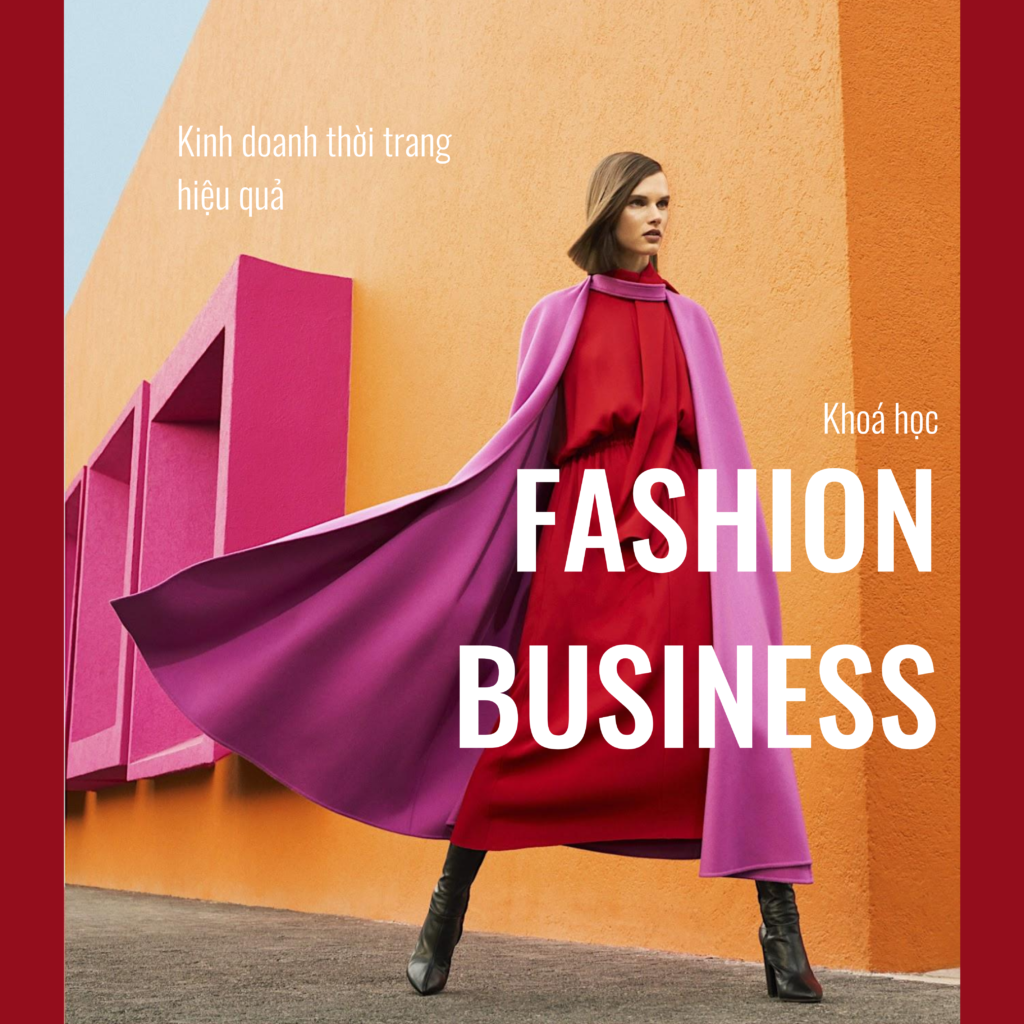 Kinh doanh thời trang
hiệu quả
Khoá học
FASHION
BUSINESS